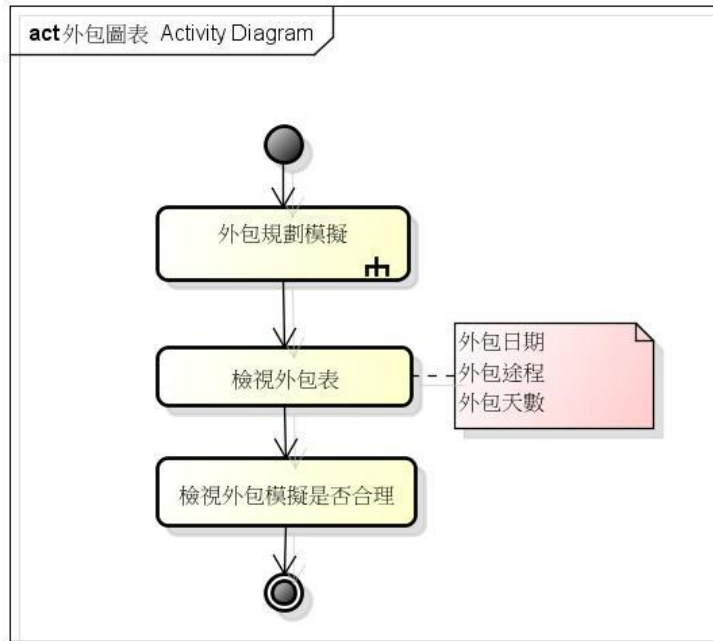 act 外包圖表 Activity Diagram
外包規劃模擬
檢視外包表
外包日期
外包途程
外包天數
檢視外包模擬是否合理